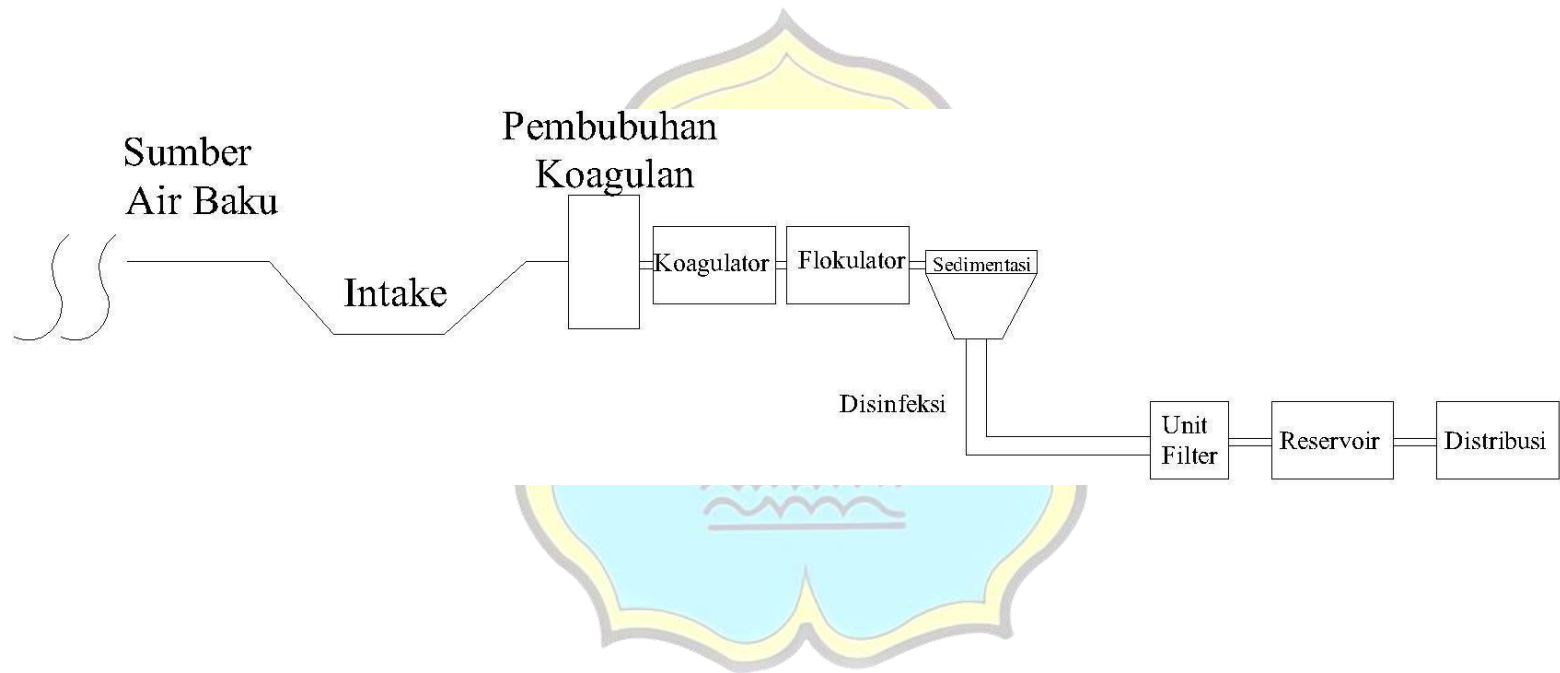 Sumber
Air Baku
Intake
Pembubuhan
Koagulan
Koagulator
Flokulator
Sedimentasi
Disinfeksi
Unit
Filter
Reservoir
Distribusi